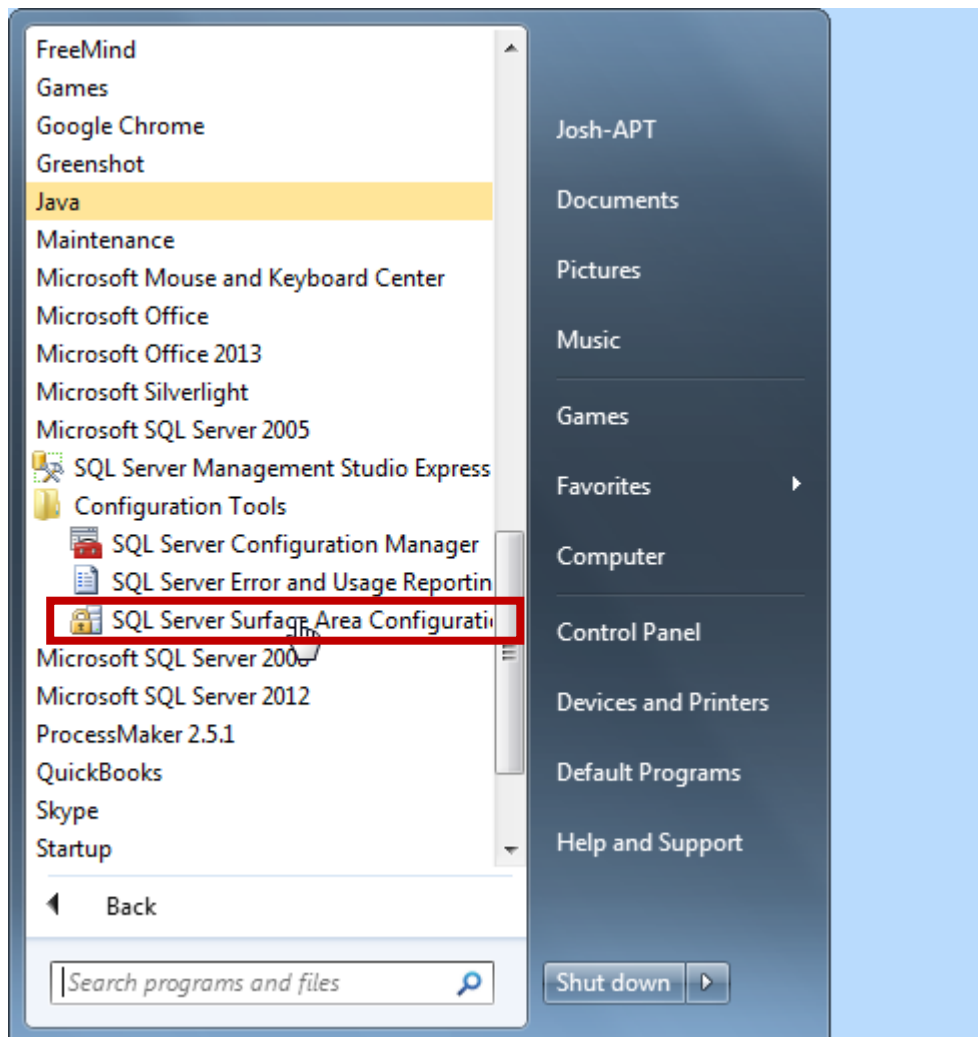 FreeMind
Games
Google Chrome
Greenshot
Java
Maintenance
Microsoft Mouse and Keyboard Center
Microsoft Office
Microsoft Office 2013
Microsoft Silverlight
Microsoft SQL Server 2005
SQL Server Management Studio Express
Configuration Tools
SQL Server Configuration Manager
SQL Server Error and Usage Reportin
SQL Server Surface Area Configurati
Microsoft SQL Server
Microsoft SQL Server 2012
ProcessMaker 2.5.1
QuickBooks
Skype
Startup
Back
Search programs and files
Josh-APT
Documents
Pictures
Music
Games
Favorites
Computer
Control Panel
Devices and Printers
Default Programs
Help and Support
Shut down